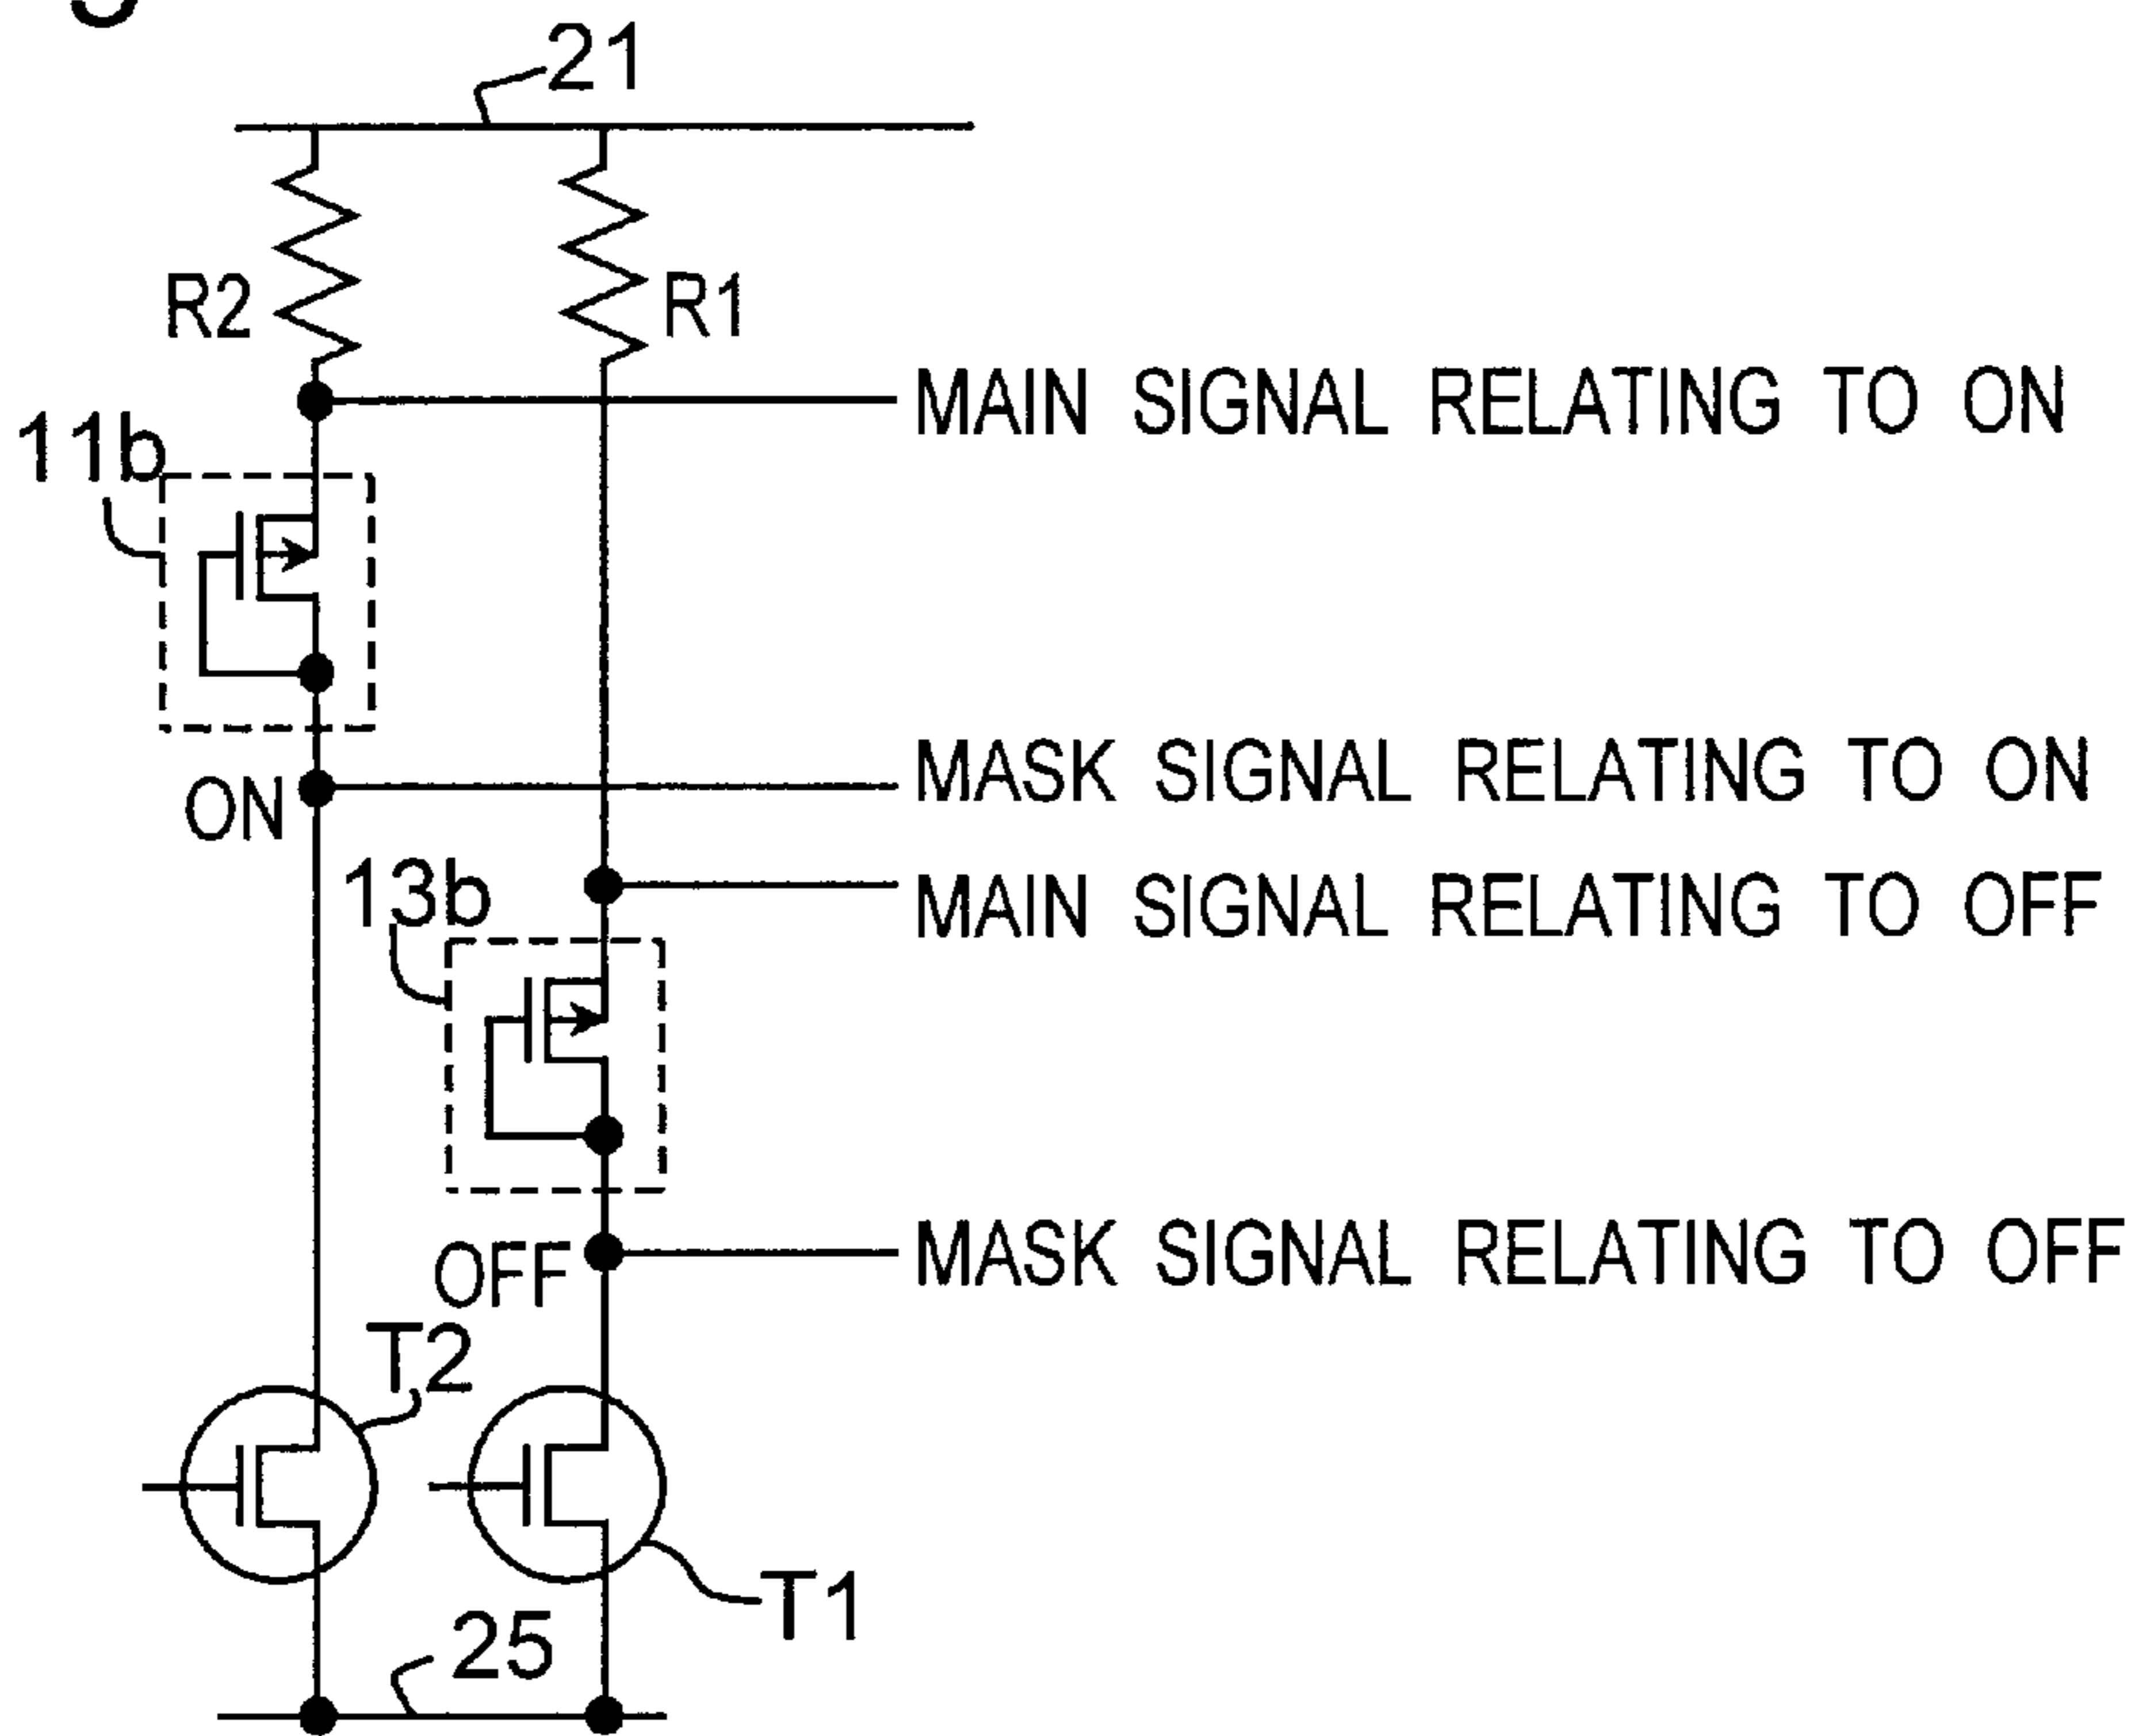 21
R2
R1
MAIN SIGNAL RELATING TO ON
11b
MASK SIGNAL RELATING TO ON
ON
13b
MAIN SIGNAL RELATING TO OFF
OFF
MASK SIGNAL RELATING TO OFF
T2
T1
25